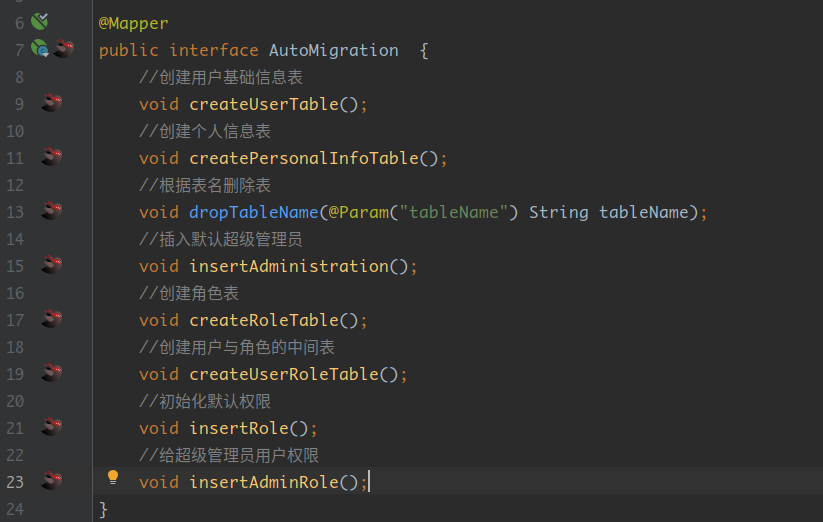 6 @Mapper
7 public interface AutoMigration  {
8 //创建用户基础信息表
9 void createUserTable();
10 //创建个人信息表
11 void createPersonalInfoTable();
12 //根据表名删除表
13 void dropTableName(@Param("tableName") String tableName);
14 //插入默认超级管理员
15 void insertAdministration();
16 //创建角色表
17 void createRoleTable();
18 //创建用户与角色的中间表
19 void createUserRoleTable();
20 //初始化默认权限
21 void insertRole();
22 //给超级管理员用户权限
23 void insertAdminRole();
24 }